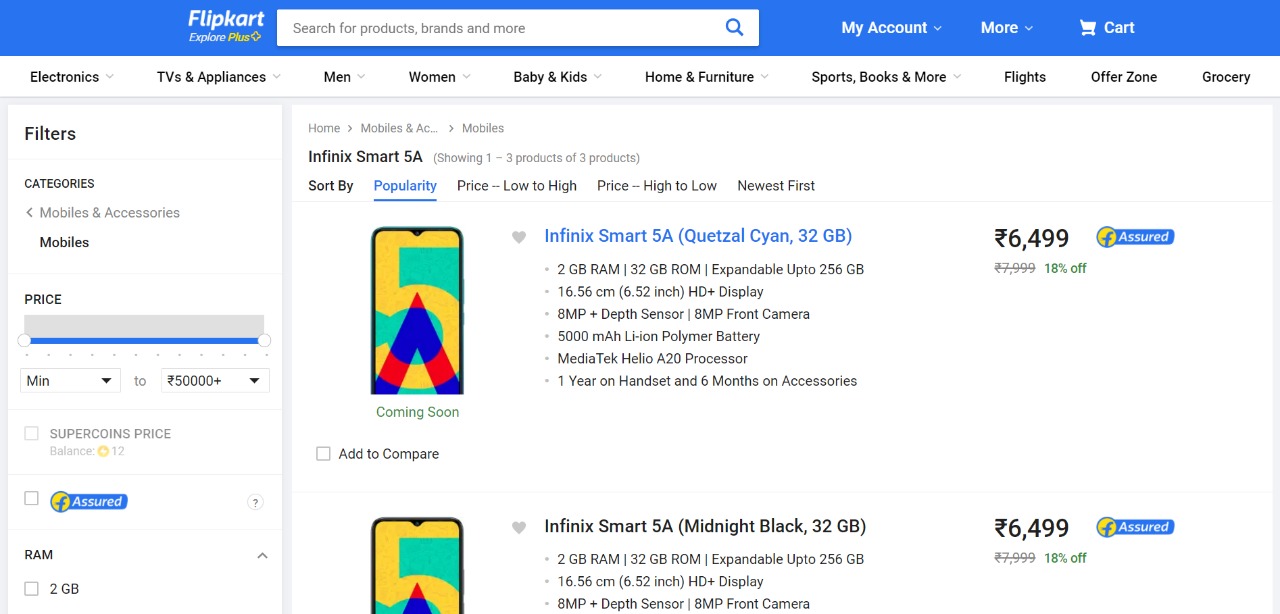 Flipkart
Explore Plus
Search for products, brands and more
My Account
More
Cart
Electronics
TVs & Appliances
Men
Women
Baby & Kids
Home & Furniture
Sports, Books & More
Flights
Offer Zone
Grocery
Filters
CATEGORIES
Mobiles & Accessories
Mobiles
PRICE
Min
to
₹50000+
SUPERCOINS PRICE
Balance: 12
f Assured
?
RAM
2 GB
Home > Mobiles & Ac... > Mobiles
Infinix Smart 5A (Showing 1 – 3 products of 3 products)
Sort By Popularity Price -- Low to High Price -- High to Low Newest First
Infinix Smart 5A (Quetzal Cyan, 32 GB)
2 GB RAM | 32 GB ROM | Expandable Upto 256 GB
16.56 cm (6.52 inch) HD+ Display
8MP + Depth Sensor | 8MP Front Camera
5000 mAh Li-ion Polymer Battery
MediaTek Helio A20 Processor
1 Year on Handset and 6 Months on Accessories
₹6,499
f Assured
₹7,999 18% off
Coming Soon
Add to Compare
Infinix Smart 5A (Midnight Black, 32 GB)
2 GB RAM | 32 GB ROM | Expandable Upto 256 GB
16.56 cm (6.52 inch) HD+ Display
8MP + Depth Sensor | 8MP Front Camera
₹6,499
f Assured
₹7,999 18% off